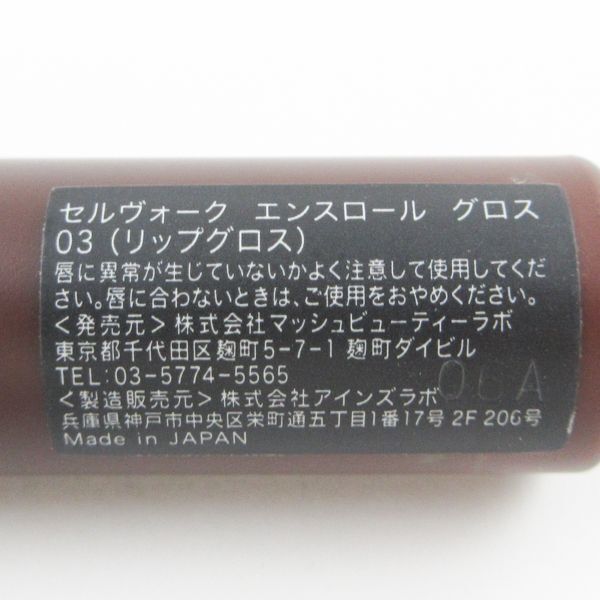 セルヴォーク エンスロール グロス
03（リップグロス）
唇に異常が生じていないかよく注意して使用してくだ
さい。唇に合わないときは、ご使用をおやめください。
＜発売元＞株式会社マッシュビューティーラボ
東京都千代田区麹町5-7-1 麹町ダイビル
TEL:03-5774-5565
00A
＜製造販売元＞株式会社アインズラボ
兵庫県神戸市中央区栄町通五丁目1番17号 2F 206号
Made in JAPAN